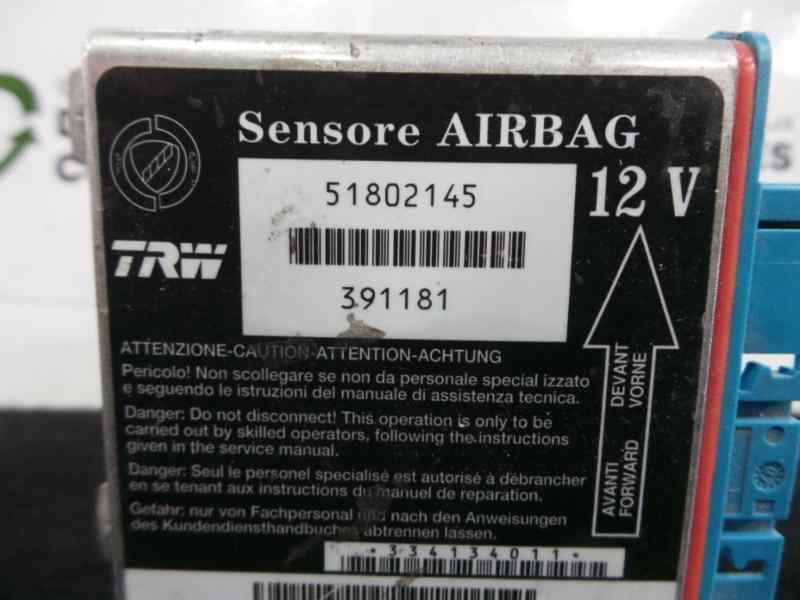 Sensore AIRBAG
51802145
12 V
TRW
391181
ATTENZIONE-CAUTION-ATTENTION-ACHTUNG
Pericolo! Non scollegare se non da personale special izzato
e seguendo le istruzioni del manuale di assistenza tecnica.
Danger: Do not disconnect! This operation is only to be
carried out by skilled operators, following the instructions
given in the service manual.
Danger: Seul le personel specialisé est autorisé à débrancher
en se tenant aux instructions du manuel de reparation.
Gefahr: nur von Fachpersonal und nach den Anweisungen
des Kundendiensthandbuches abtrennen lassen.
AVANTI DEVANT
FORWARD VORNE
*334134011*